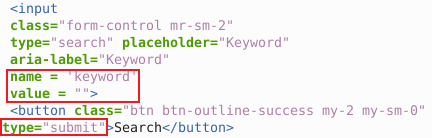 <input
class="form-control mr-sm-2"
type="search" placeholder="Keyword"
aria-label="Keyword"
name = 'keyword'
value = "">
<button class="btn btn-outline-success my-2 my-sm-0"
type="submit">Search</button>